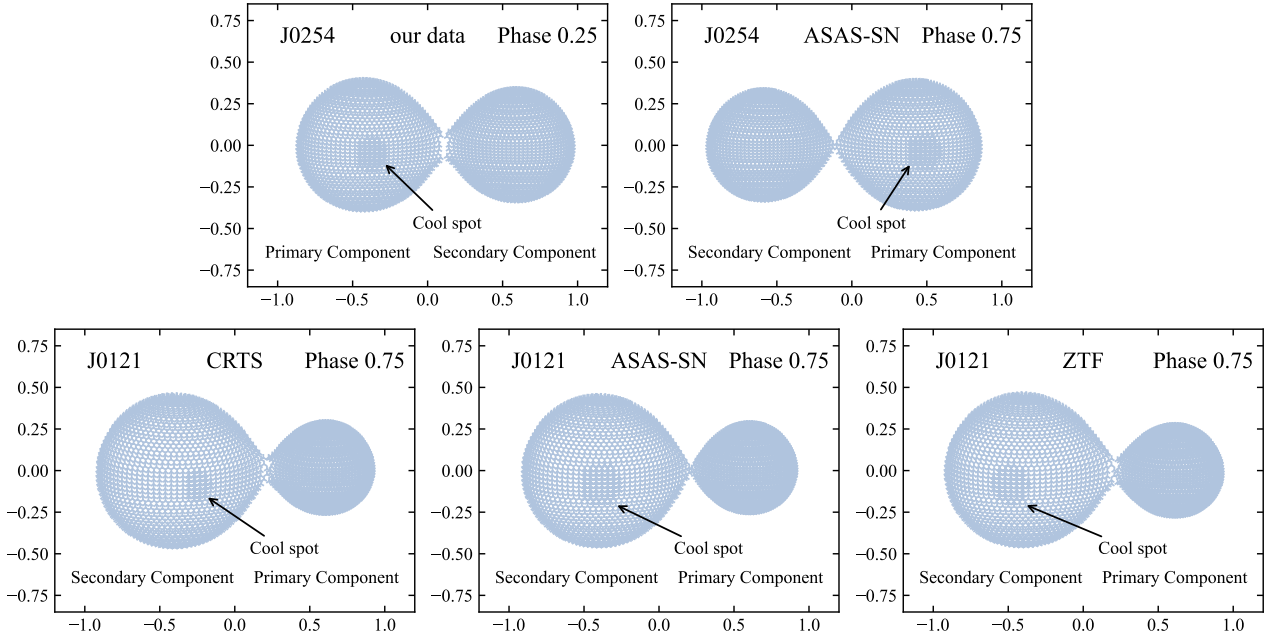 J0254 our data Phase 0.25
0.75
0.50
0.25
0.00
−0.25
−0.50
−0.75
Cool spot
Primary Component Secondary Component
−1.0 −0.5 0.0 0.5 1.0
J0254 ASAS-SN Phase 0.75
0.75
0.50
0.25
0.00
−0.25
−0.50
−0.75
Cool spot
Secondary Component Primary Component
−1.0 −0.5 0.0 0.5 1.0
J0121 CRTS Phase 0.75
0.75
0.50
0.25
0.00
−0.25
−0.50
−0.75
Cool spot
Secondary Component Primary Component
−1.0 −0.5 0.0 0.5 1.0
J0121 ASAS-SN Phase 0.75
0.75
0.50
0.25
0.00
−0.25
−0.50
−0.75
Cool spot
Secondary Component Primary Component
−1.0 −0.5 0.0 0.5 1.0
J0121 ZTF Phase 0.75
0.75
0.50
0.25
0.00
−0.25
−0.50
−0.75
Cool spot
Secondary Component Primary Component
−1.0 −0.5 0.0 0.5 1.0